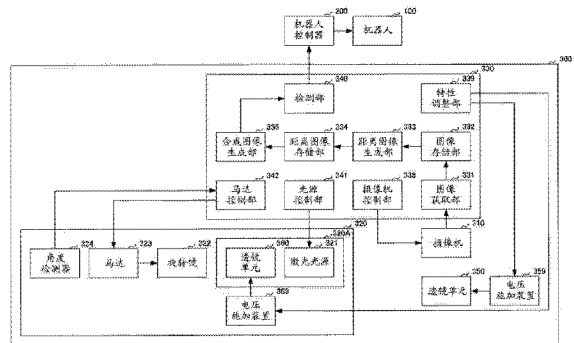 200
机器人
控制器
100
机器人
300
330
340
检测部
339
特性
调整部
335
合成图像
生成部
334
距离图像
存储部
333
距离图像
生成部
332
图像
存储部
342
马达
控制部
341
光源
控制部
338
摄像机
控制部
331
图像
获取部
320
320A
310
摄像机
324
角度
检测器
323
马达
322
旋转镜
360
透镜
单元
321
激光光源
350
透镜单元
359
电压
施加装置
369
电压
施加装置